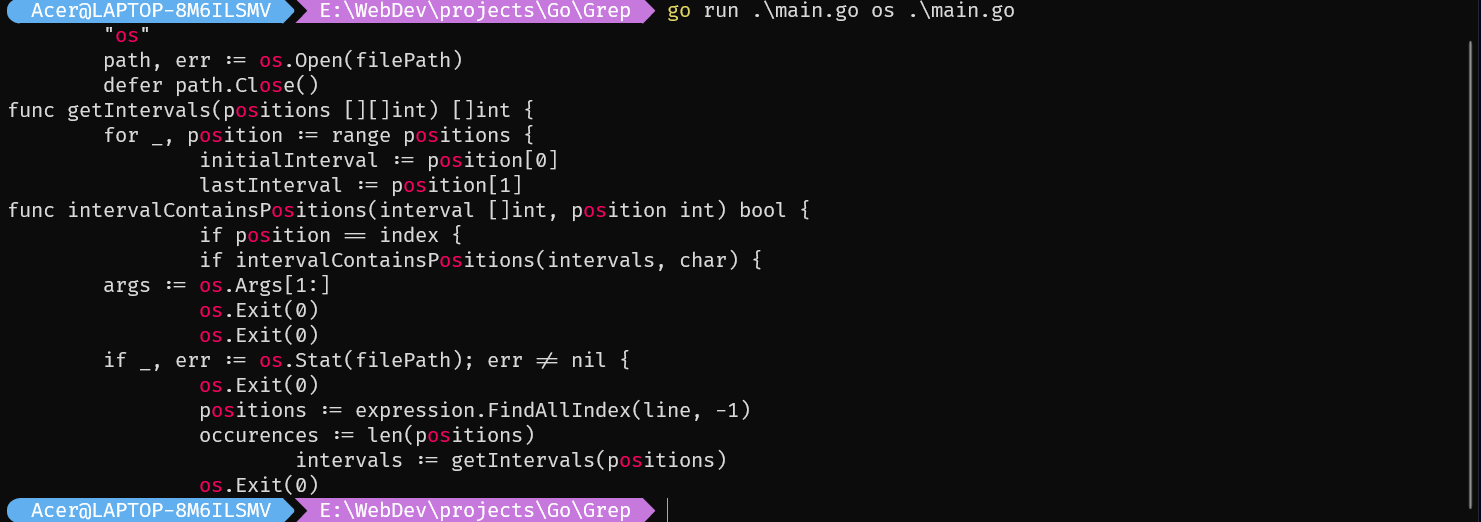 Acer@LAPTOP-8M6ILSMV E:\WebDev\projects\Go\Grep go run .\main.go os .\main.go
"os"
path, err := os.Open(filePath)
defer path.Close()
func getIntervals(positions [][]int) []int {
for _, position := range positions {
initialInterval := position[0]
lastInterval := position[1]
func intervalContainsPositions(interval []int, position int) bool {
if position == index {
if intervalContainsPositions(intervals, char) {
args := os.Args[1:]
os.Exit(0)
os.Exit(0)
if _, err := os.Stat(filePath); err != nil {
os.Exit(0)
positions := expression.FindAllIndex(line, -1)
occurences := len(positions)
intervals := getIntervals(positions)
os.Exit(0)
Acer@LAPTOP-8M6ILSMV E:\WebDev\projects\Go\Grep